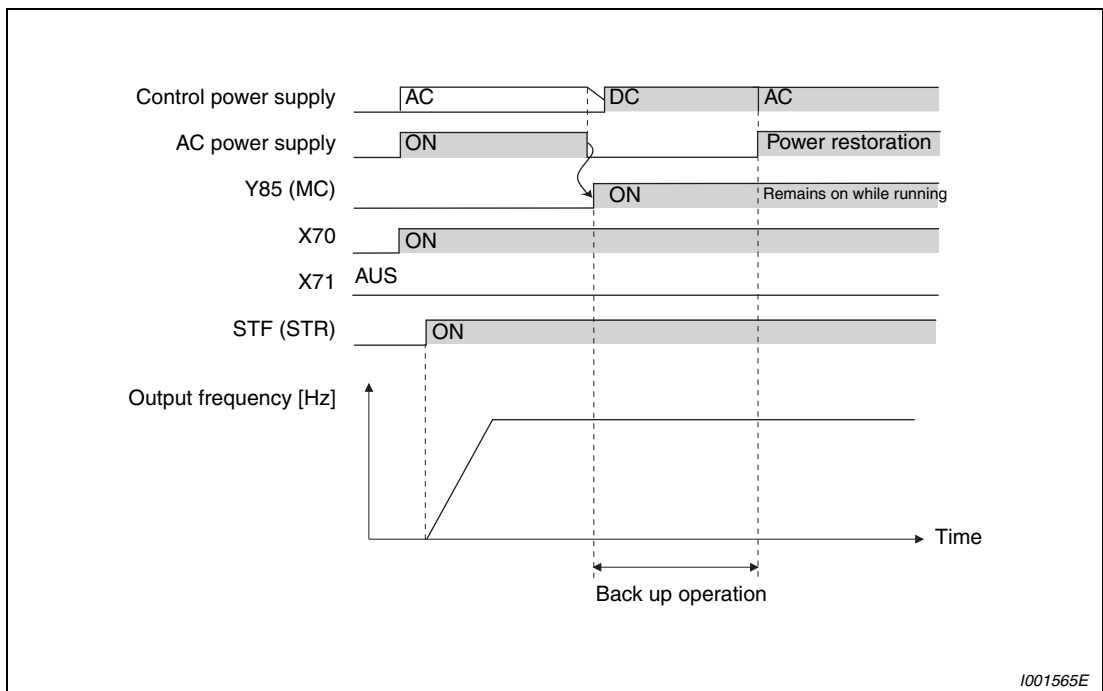 Control power supply AC DC AC
AC power supply ON Power restoration
Y85 (MC) ON Remains on while running
X70 ON
X71 AUS
STF (STR) ON
Output frequency [Hz]
Time
Back up operation
I001565E